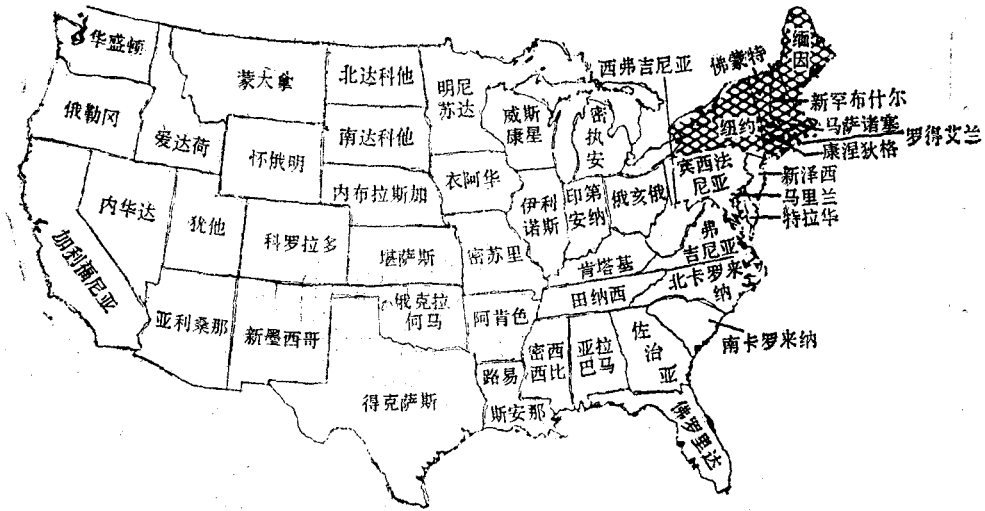 华盛顿
蒙大拿
北达科他
明尼
苏达
西弗吉尼亚
佛蒙特
缅
因
俄勒冈
爱达荷
怀俄明
南达科他
威斯
康星
密
执
安
纽约
新罕布什尔
马萨诸塞
罗得艾兰
康涅狄格
内华达
犹他
内布拉斯加
衣阿华
伊利
诺斯
印第
安纳
俄亥俄
宾西法
尼亚
新泽西
马里兰
特拉华
加利福尼亚
科罗拉多
堪萨斯
密苏里
肯塔基
弗
吉尼亚
北卡罗来
纳
亚利桑那
新墨西哥
俄克拉
何马
阿肯色
田纳西
南卡罗来纳
得克萨斯
路易
斯安那
密西
西比
亚拉
巴马
佐
治
亚
佛罗里达